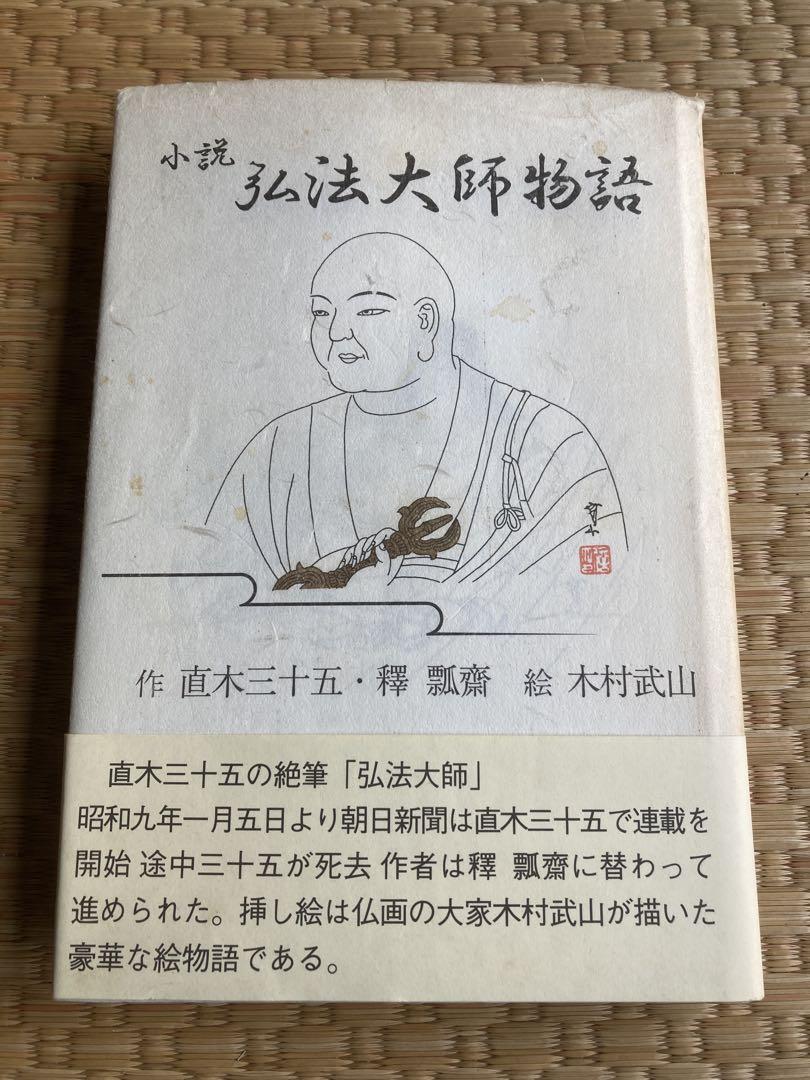 小説
弘法大師物語
作 直木三十五・釋 瓢齋 絵 木村武山
直木三十五の絶筆「弘法大師」
昭和九年一月五日より朝日新聞は直木三十五で連載を
開始 途中三十五が死去 作者は釋 瓢齋に替わって
進められた。挿し絵は仏画の大家木村武山が描いた
豪華な絵物語である。